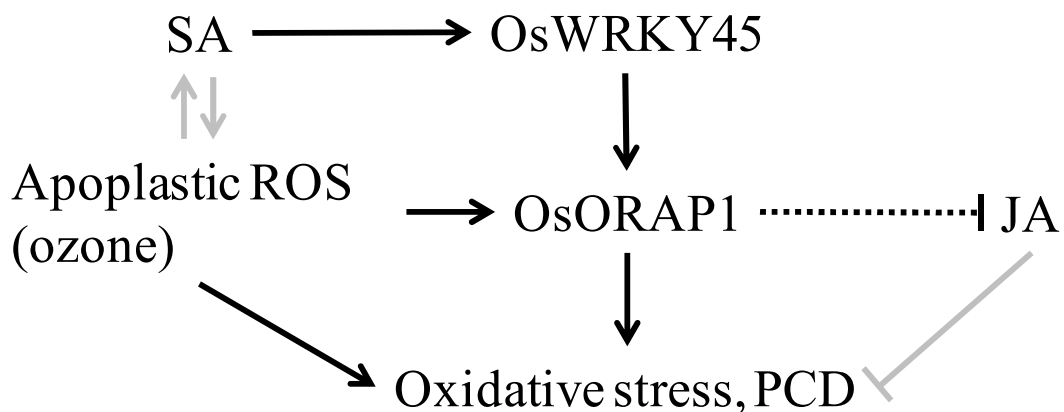 SA OsWRKY45
Apoplastic ROS
(ozone)
OsORAP1 JA
Oxidative stress, PCD